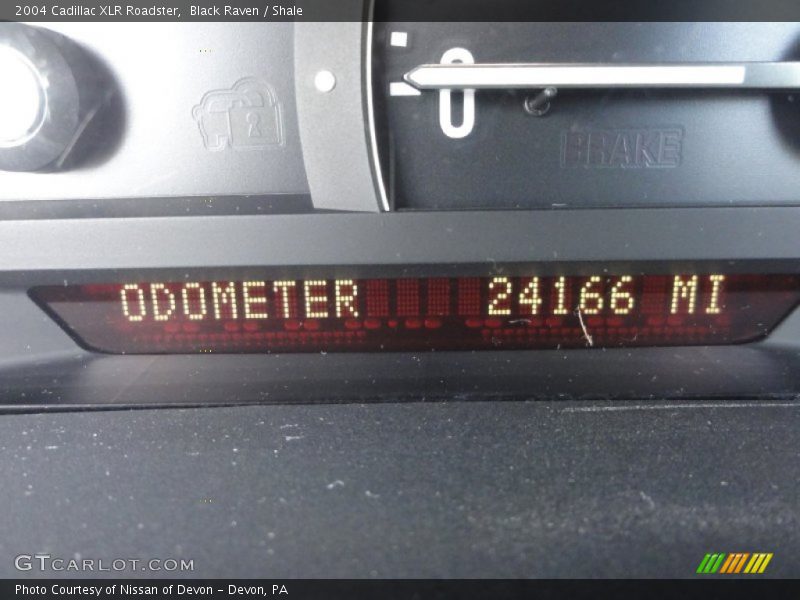 2004 Cadillac XLR Roadster,  Black Raven / Shale
0
BRAKE
ODOMETER 24166 MI
GTCARLOT.COM
Photo Courtesy of Nissan of Devon – Devon, PA